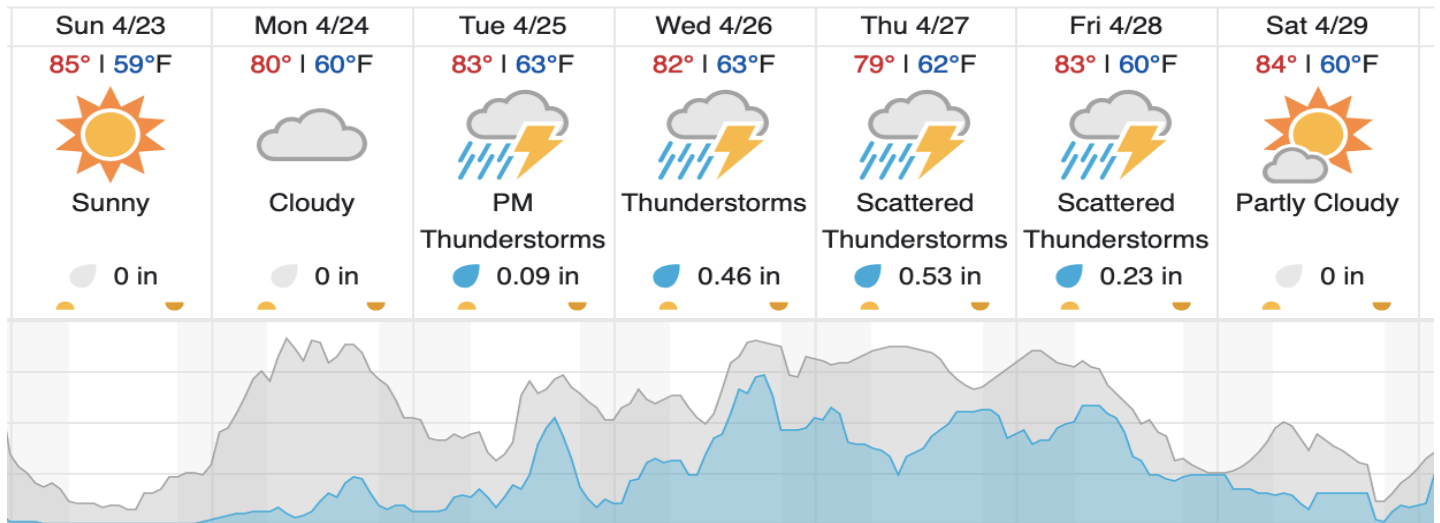 Sun 4/23 Mon 4/24 Tue 4/25 Wed 4/26 Thu 4/27 Fri 4/28 Sat 4/29
85° | 59°F 80° | 60°F 83° | 63°F 82° | 63°F 79° | 62°F 83° | 60°F 84° | 60°F
Sunny Cloudy PM Thunderstorms Scattered Scattered Partly Cloudy
Thunderstorms Thunderstorms Thunderstorms
0 in 0 in 0.09 in 0.46 in 0.53 in 0.23 in 0 in